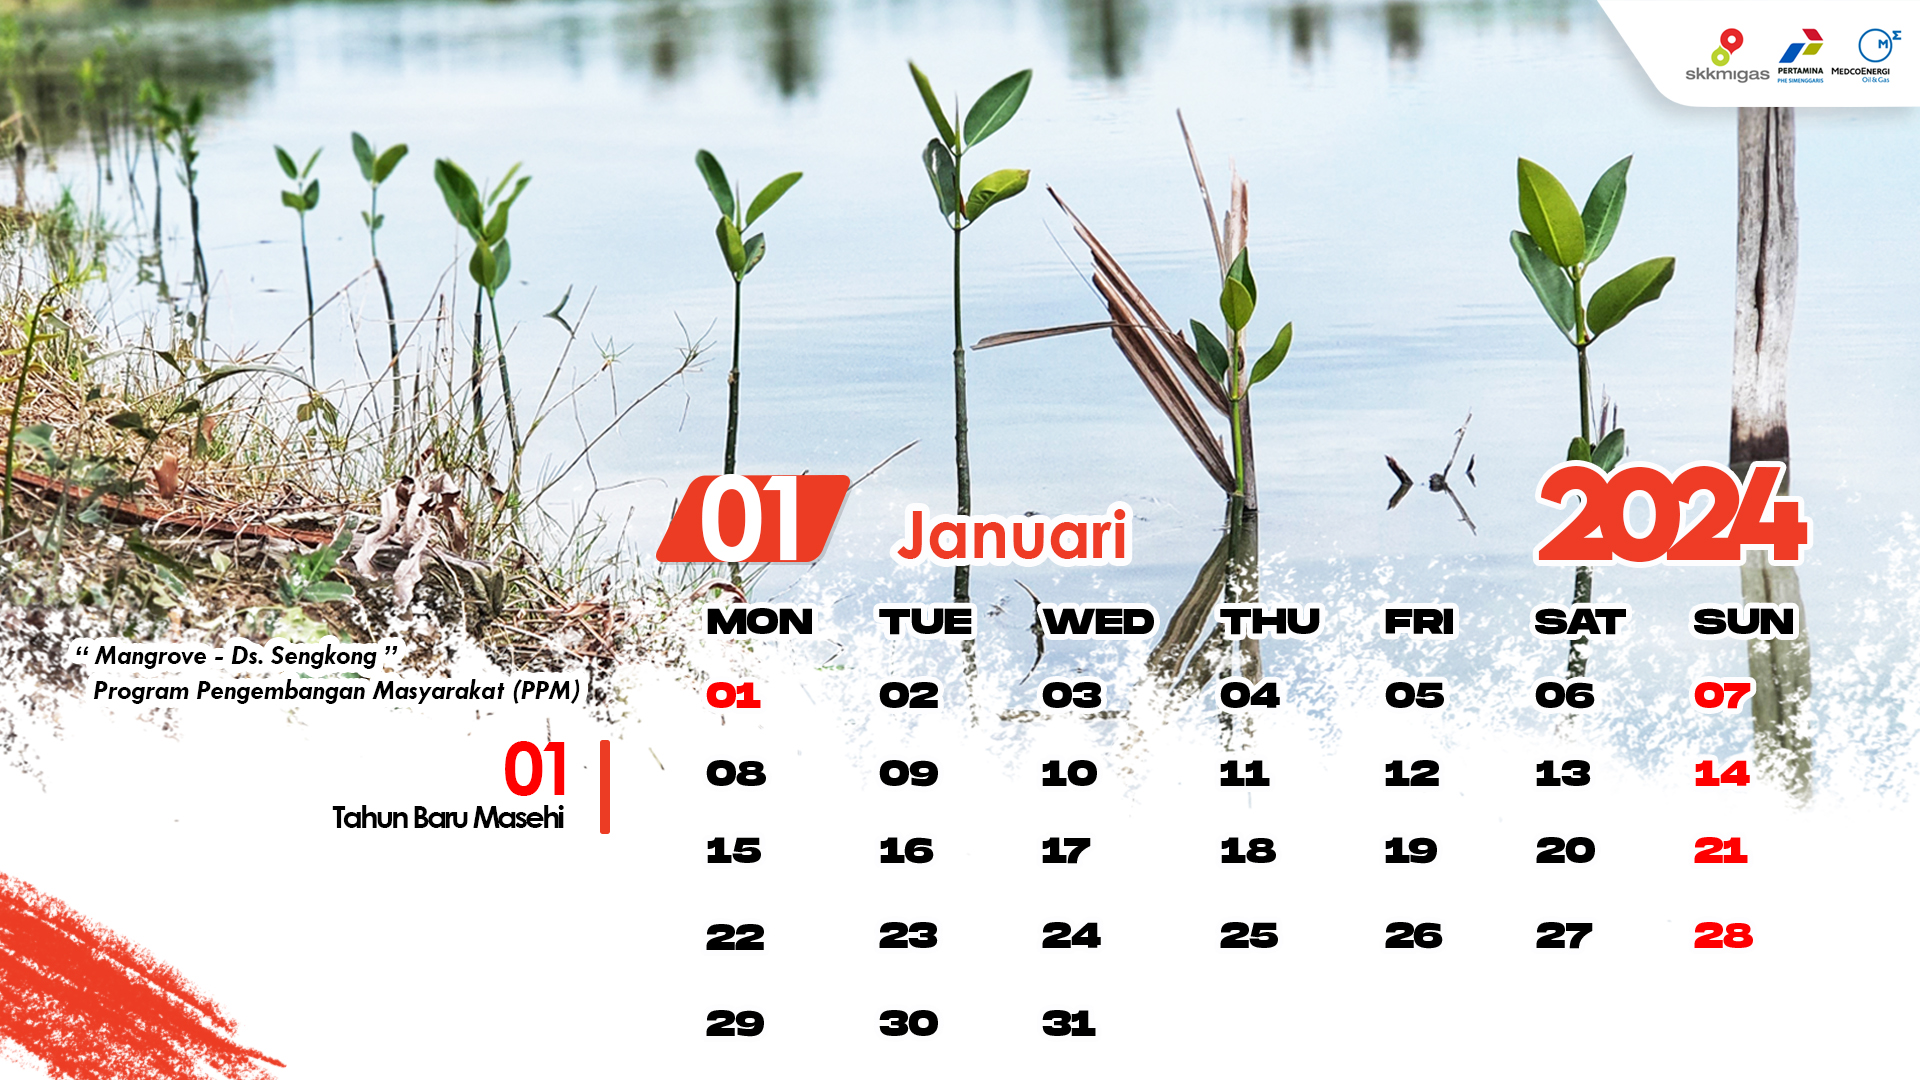 skkmigas
PERTAMINA
PHE SIMENGGARIS
MEDCOENERGI
Oil & Gas
01 Januari 2024
MON TUE WED THU FRI SAT SUN
“ Mangrove - Ds. Sengkong ”
Program Pengembangan Masyarakat (PPM)
01
Tahun Baru Masehi
01 02 03 04 05 06 07
08 09 10 11 12 13 14
15 16 17 18 19 20 21
22 23 24 25 26 27 28
29 30 31